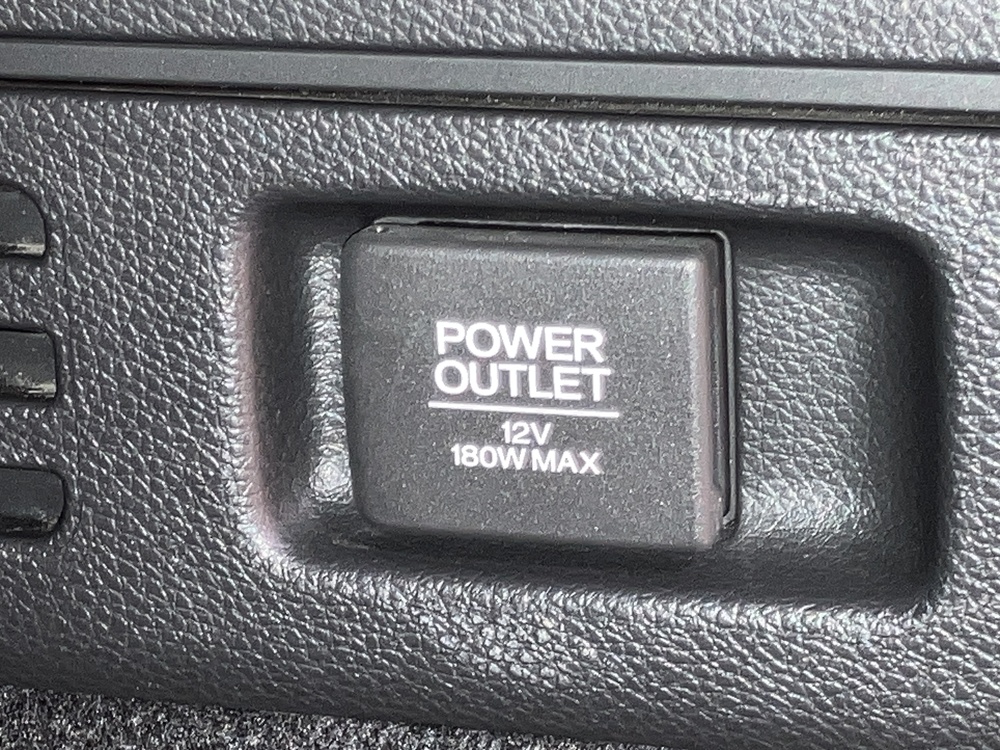 POWER
OUTLET
12V
180W MAX